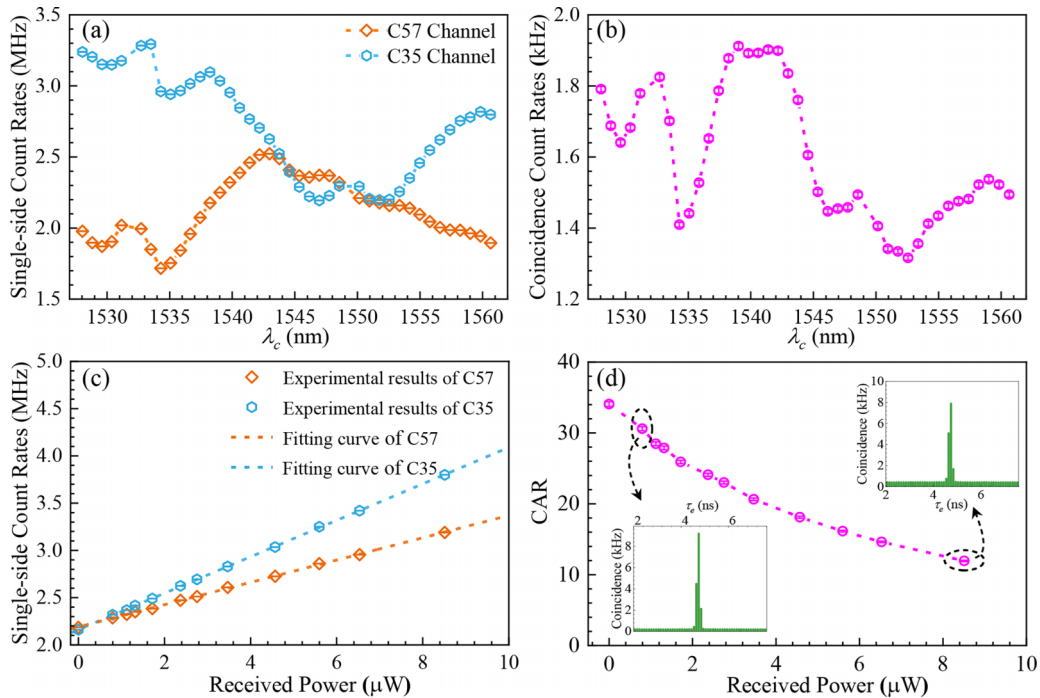 (a)
C57 Channel
C35 Channel
Single-side Count Rates (MHz)
3.5
3.0
2.5
2.0
1.5
1530 1535 1540 1545 1550 1555 1560
λc (nm)
(b)
Coincidence Count Rates (kHz)
2.0
1.8
1.6
1.4
1.2
1530 1535 1540 1545 1550 1555 1560
λc (nm)
(c)
Experimental results of C57
Experimental results of C35
Fitting curve of C57
Fitting curve of C35
Single-side Count Rates (MHz)
5.0
4.5
4.0
3.5
3.0
2.5
2.0
0 2 4 6 8 10
Received Power (μW)
(d)
CAR
40
30
20
10
0
0 2 4 6 8 10
Received Power (μW)
Coincidence (kHz)
10
8
6
4
2
0
2 4 6
τe (ns)
τe (ns)
2 4 6
Coincidence (kHz)
8
6
4
2
0